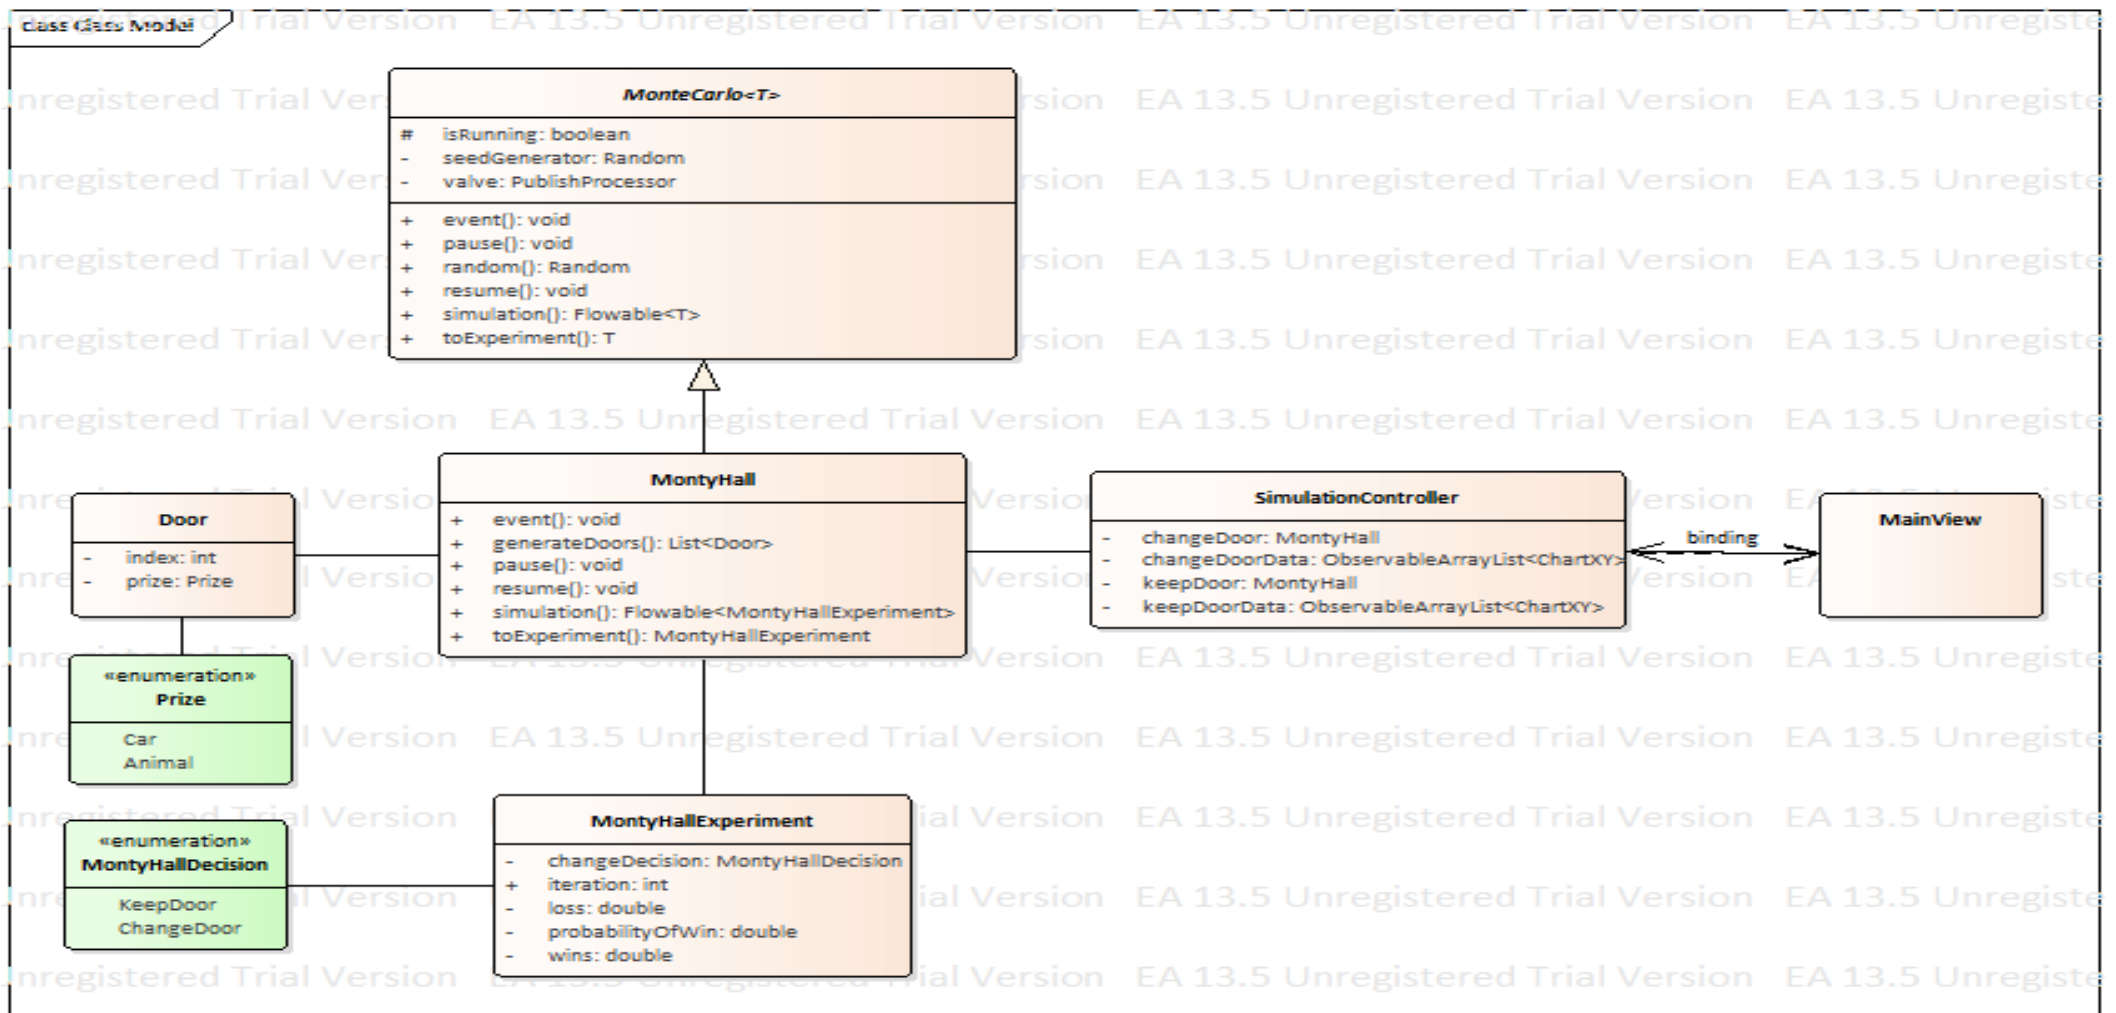 class Class Model
MonteCarlo<T>
# isRunning: boolean
- seedGenerator: Random
- valve: PublishProcessor
+ event(): void
+ pause(): void
+ random(): Random
+ resume(): void
+ simulation(): Flowable<T>
+ toExperiment(): T
MontyHall
+ event(): void
+ generateDoors(): List<Door>
+ pause(): void
+ resume(): void
+ simulation(): Flowable<MontyHallExperiment>
+ toExperiment(): MontyHallExperiment
Door
- index: int
- prize: Prize
SimulationController
- changeDoor: MontyHall
- changeDoorData: ObservableArrayList<ChartXY>
- keepDoor: MontyHall
- keepDoorData: ObservableArrayList<ChartXY>
binding
MainView
«enumeration»
Prize
Car
Animal
«enumeration»
MontyHallDecision
KeepDoor
ChangeDoor
MontyHallExperiment
- changeDecision: MontyHallDecision
+ iteration: int
- loss: double
- probabilityOfWin: double
- wins: double
EA 13.5 Unregistered Trial Version